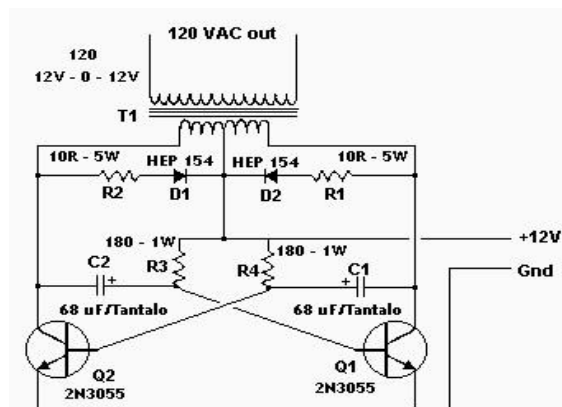 120 VAC out
120
12V - 0 - 12V
T1
10R - 5W
HEP 154
HEP 154
10R - 5W
R2
D1
D2
R1
180 - 1W
180 - 1W
+12V
C2
+
R3
R4
+
C1
Gnd
68 uF/Tantalo
68 uF/Tantalo
Q2
2N3055
Q1
2N3055